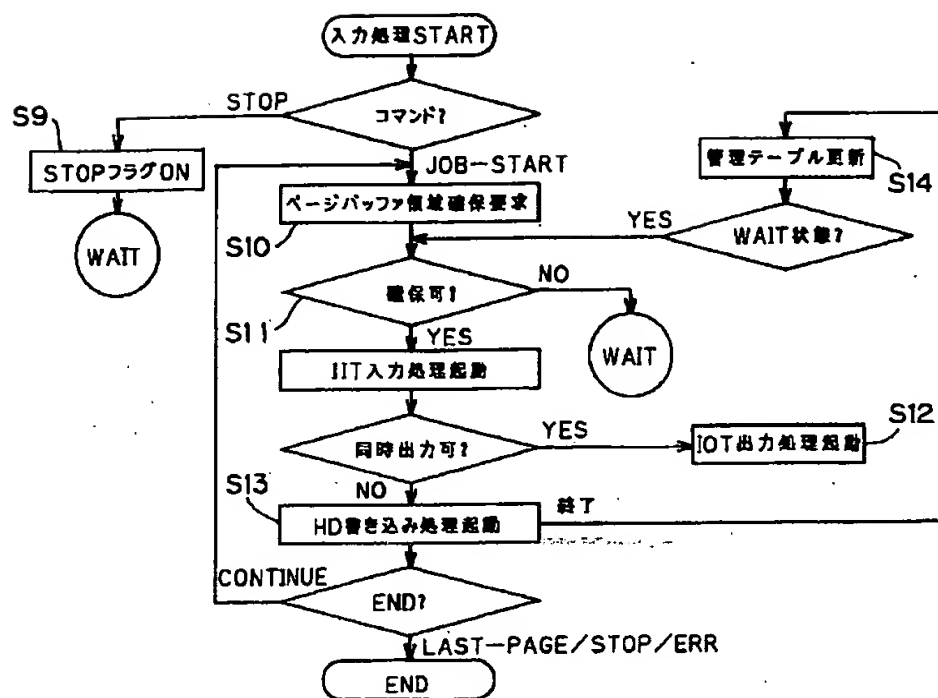 入力処理START
STOP
コマンド?
S9
STOPフラグON
JOB-START
管理テーブル更新
S14
ページバッファ領域確保要求
S10
YES
WAIT状態?
WAIT
確保可?
NO
S11
YES
WAIT
IIT入力処理起動
同時出力可?
YES
S12
IOT出力処理起動
NO
S13
HD書き込み処理起動
終了
CONTINUE
END?
LAST-PAGE/STOP/ERR
END